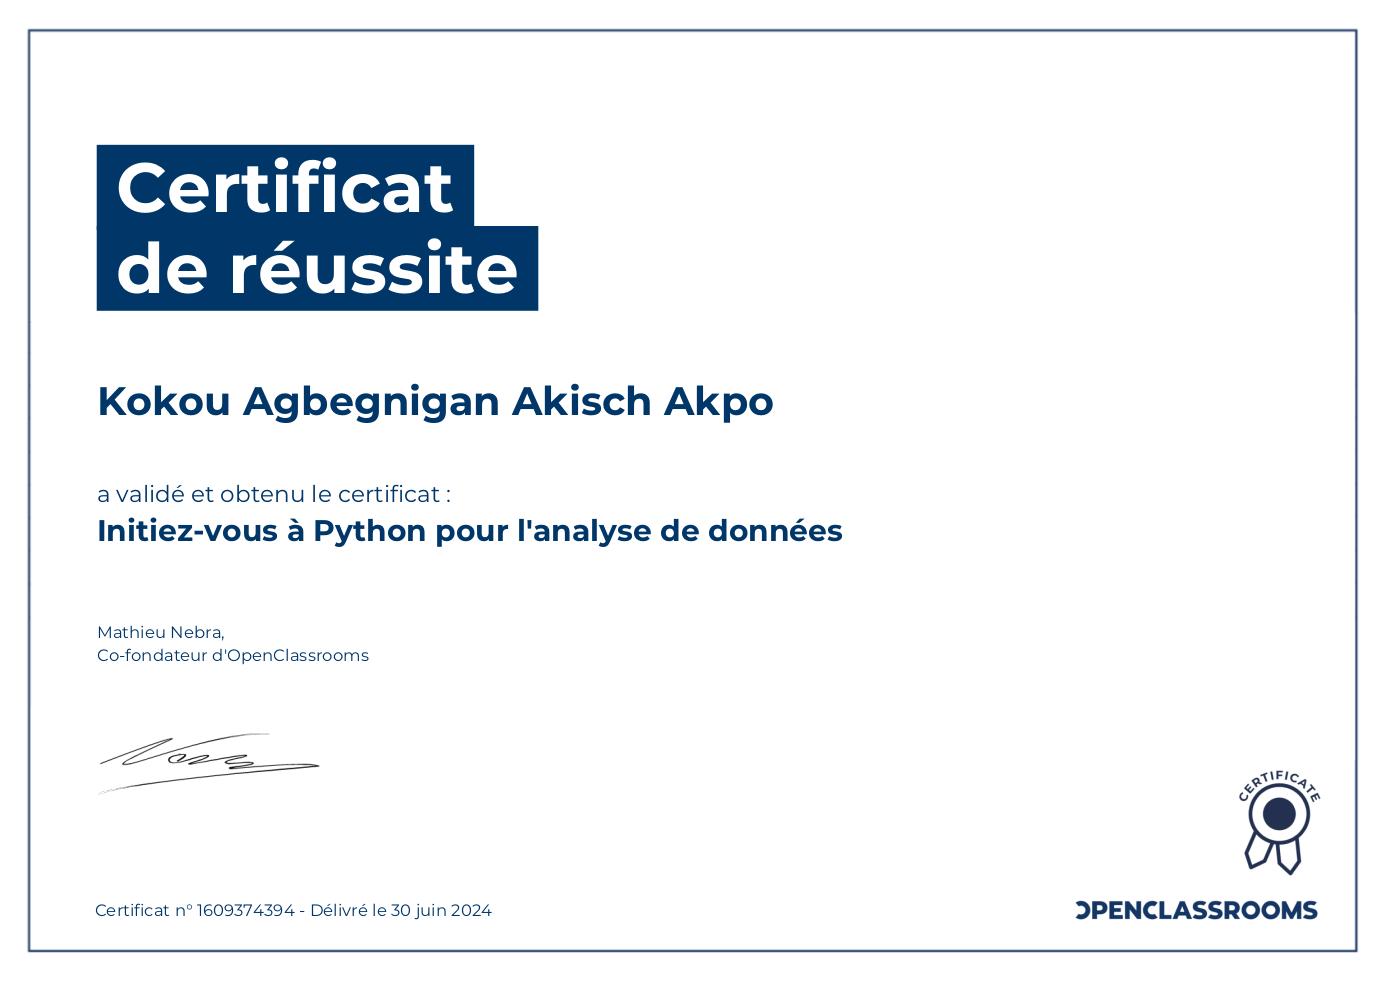 Certificat
de réussite
Kokou Agbegnigan Akisch Akpo
a validé et obtenu le certificat :
Initiez-vous à Python pour l'analyse de données
Mathieu Nebra,
Co-fondateur d'OpenClassrooms
CERTIFICATE
Certificat n° 1609374394 - Délivré le 30 juin 2024
OPENCLASSROOMS